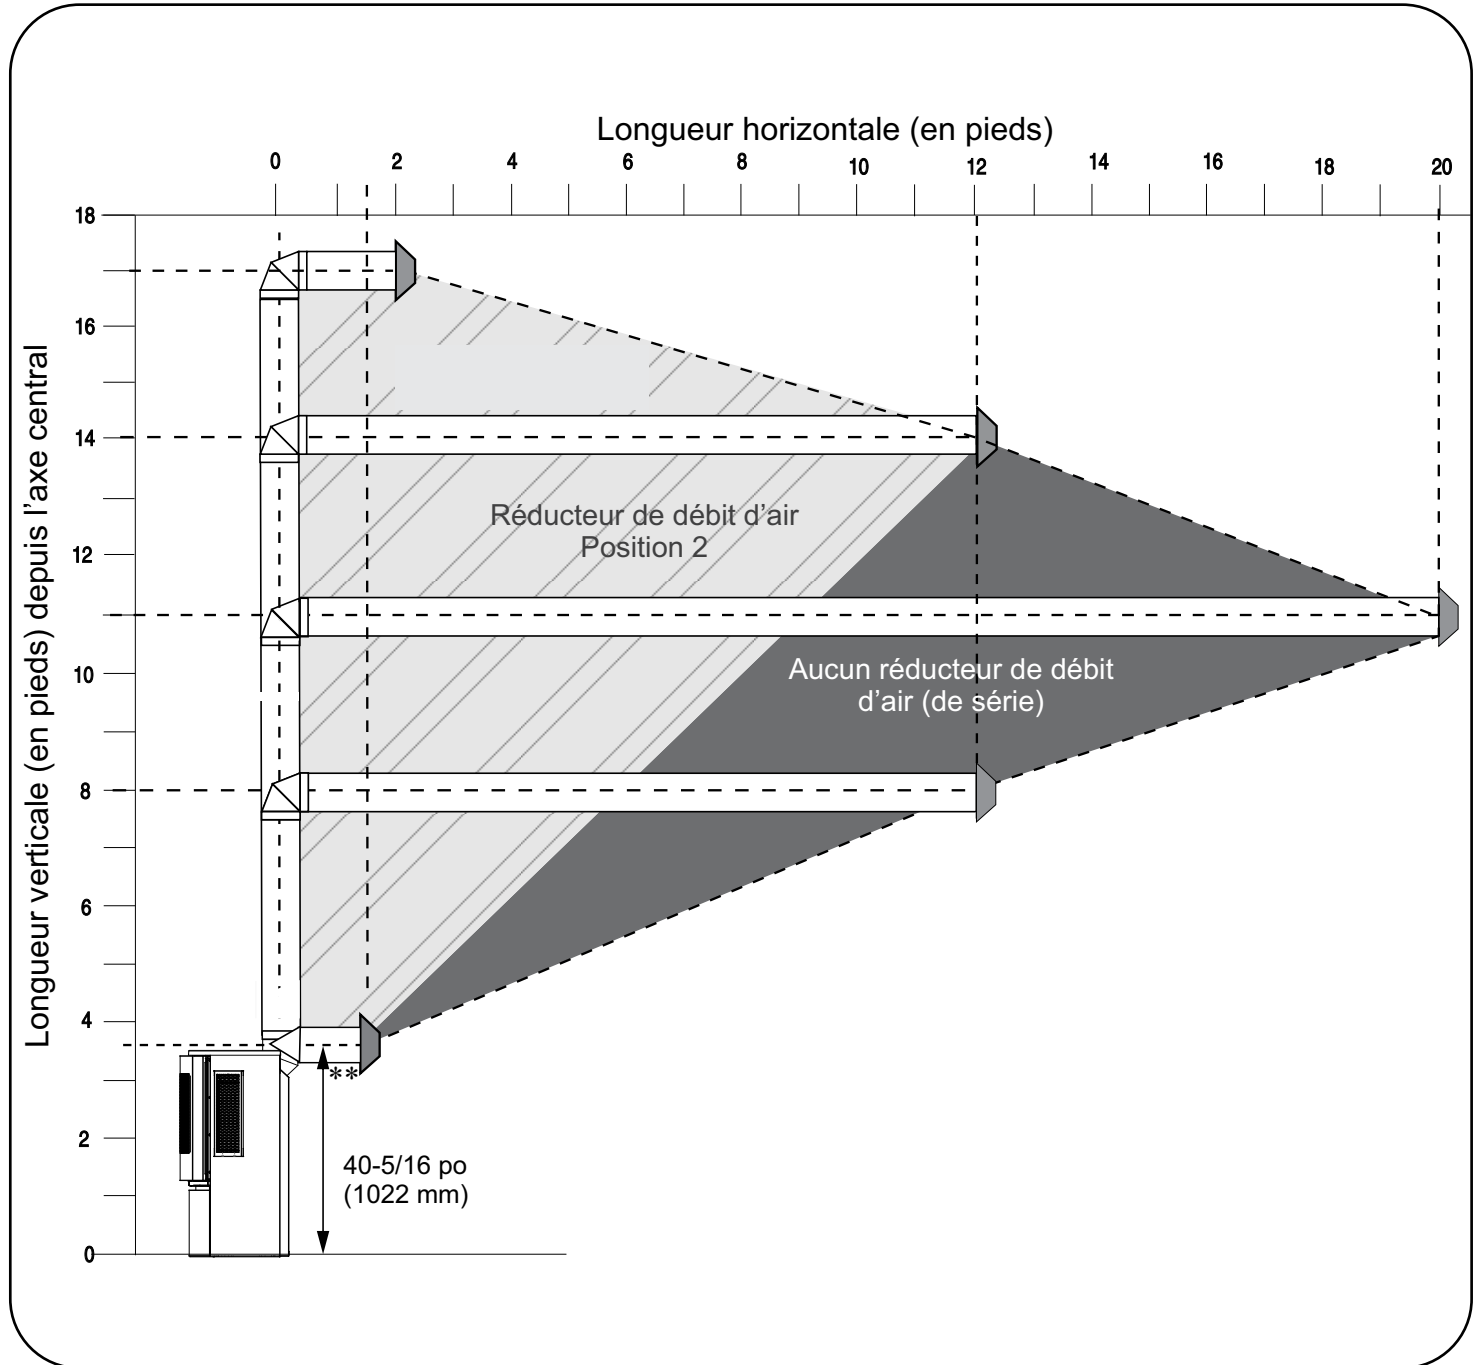 Longueur horizontale (en pieds)
0 2 4 6 8 10 12 14 16 18 20
Longueur verticale (en pieds) depuis l'axe central
18
16
14
12
10
8
6
4
2
0
Réducteur de débit d'air
Position 2
Aucun réducteur de débit
d'air (de série)
**
40-5/16 po
(1022 mm)